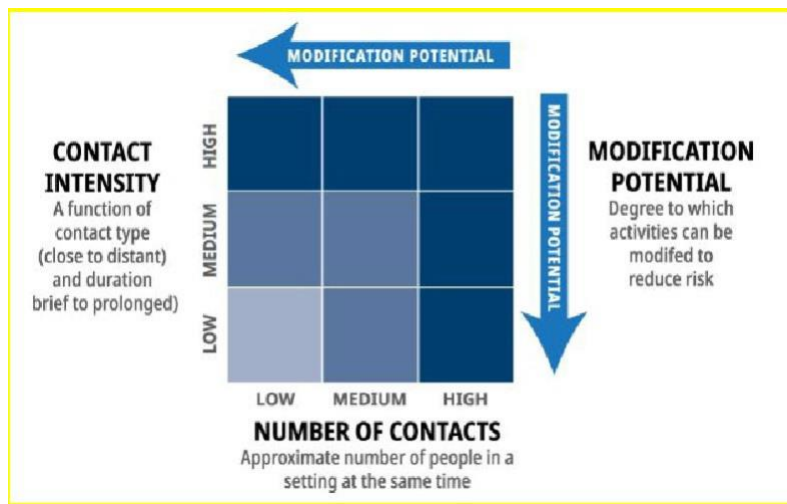 MODIFICATION POTENTIAL
CONTACT
INTENSITY
A function of
contact type
(close to distant)
and duration
brief to prolonged)
HIGH
MEDIUM
LOW
MODIFICATION POTENTIAL
MODIFICATION
POTENTIAL
Degree to which
activities can be
modifed to
reduce risk
LOW MEDIUM HIGH
NUMBER OF CONTACTS
Approximate number of people in a
setting at the same time